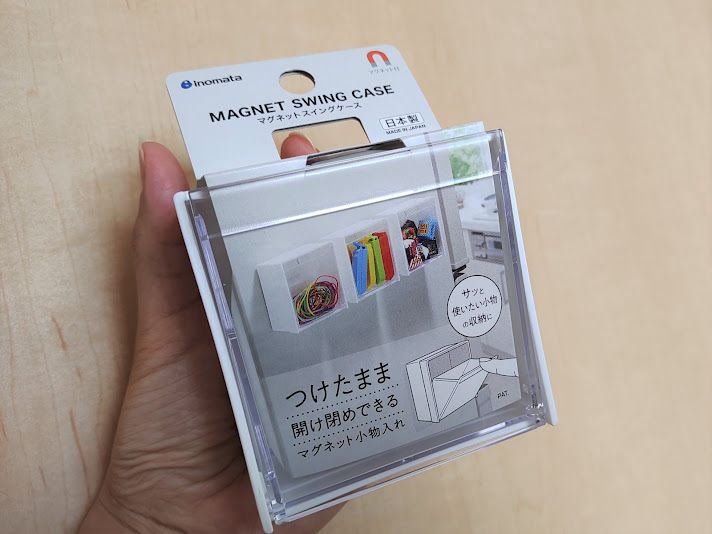 inomata
マグネット付
MAGNET SWING CASE
マグネットスイングケース
日本製
MADE IN JAPAN
サッと
使いたい小物
の収納に
つけたまま
開け閉めできる
マグネット小物入れ
PAT.